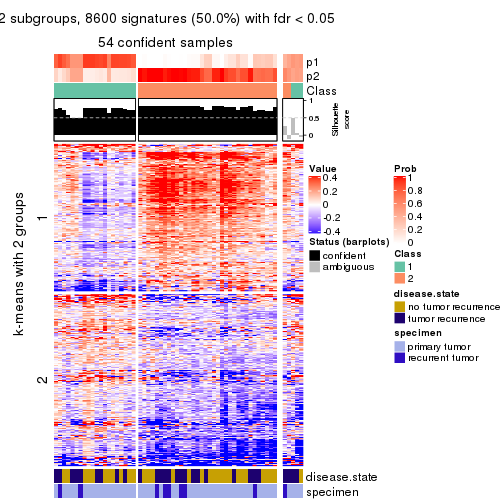 2 subgroups, 8600 signatures (50.0%) with fdr < 0.05
54 confident samples
p1
p2
Class
1
0.5
0
Silhouette
score
k-means with 2 groups
1
2
disease.state
specimen
Value
0.4
0.2
0
-0.2
-0.4
Status (barplots)
confident
ambiguous
Prob
1
0.8
0.6
0.4
0.2
0
Class
1
2
disease.state
no tumor recurrence
tumor recurrence
specimen
primary tumor
recurrent tumor